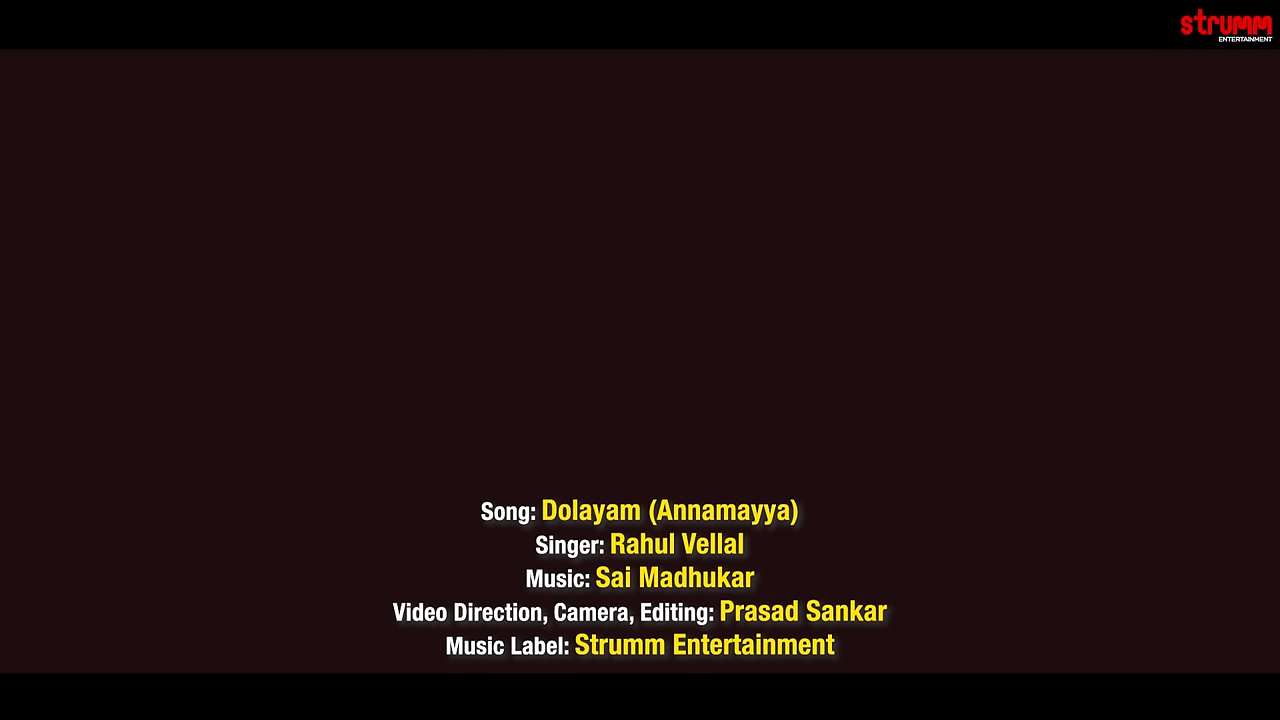 strumm
ENTERTAINMENT
Song: Dolayam (Annamayya)
Singer: Rahul Vellal
Music: Sai Madhukar
Video Direction, Camera, Editing: Prasad Sankar
Music Label: Strumm Entertainment